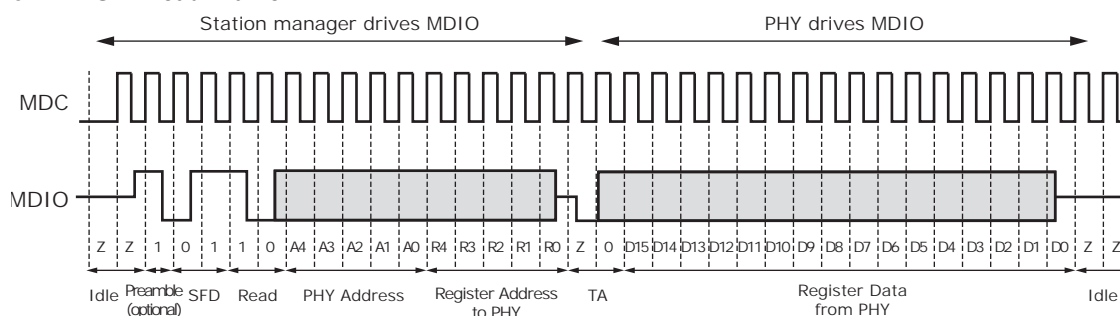 Station manager drives MDIO
PHY drives MDIO
MDC
MDIO
Z Z 1 0 1 1 0 A4 A3 A2 A1 A0 R4 R3 R2 R1 R0 Z 0 D15 D14 D13 D12 D11 D10 D9 D8 D7 D6 D5 D4 D3 D2 D1 D0 Z Z
Idle
Preamble
(optional)
SFD
Read
PHY Address
Register Address
to PHY
TA
Register Data
from PHY
Idle